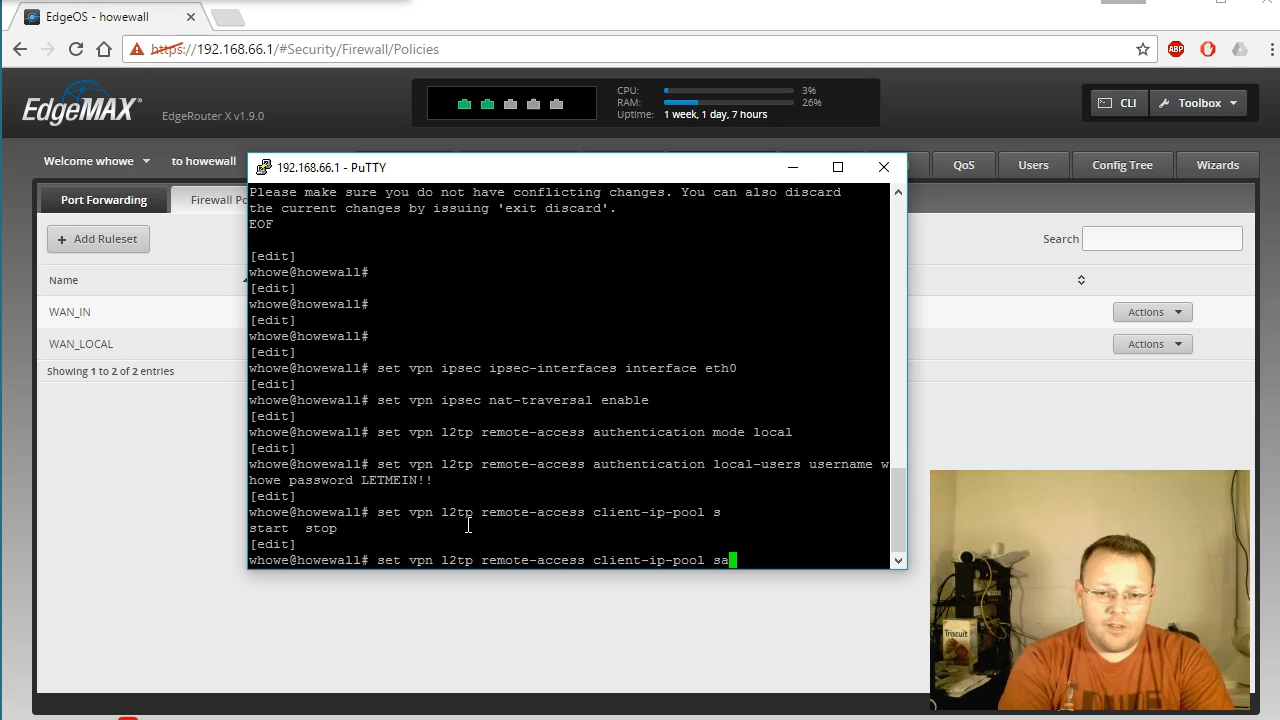 EdgeOS - howewall
https://192.168.66.1/#Security/Firewall/Policies
ABP
EdgeMAX
EdgeRouter X v1.9.0
CPU: 3%
RAM: 26%
Uptime: 1 week, 1 day, 7 hours
CLI
Toolbox
Welcome whowe to howewall
QoS
Users
Config Tree
Wizards
192.168.66.1 - PuTTY
Port Forwarding
Firewall Po
+ Add Ruleset
Search
Name
WAN_IN
Actions
WAN_LOCAL
Actions
Showing 1 to 2 of 2 entries
Please make sure you do not have conflicting changes. You can also discard
the current changes by issuing 'exit discard'.
EOF
[edit]
whowe@howewall#
[edit]
whowe@howewall#
[edit]
whowe@howewall#
[edit]
whowe@howewall# set vpn ipsec ipsec-interfaces interface eth0
[edit]
whowe@howewall# set vpn ipsec nat-traversal enable
[edit]
whowe@howewall# set vpn l2tp remote-access authentication mode local
[edit]
whowe@howewall# set vpn l2tp remote-access authentication local-users username w
howe password LETMEIN!!
[edit]
whowe@howewall# set vpn l2tp remote-access client-ip-pool s
start stop
[edit]
whowe@howewall# set vpn l2tp remote-access client-ip-pool sa
Triscuit